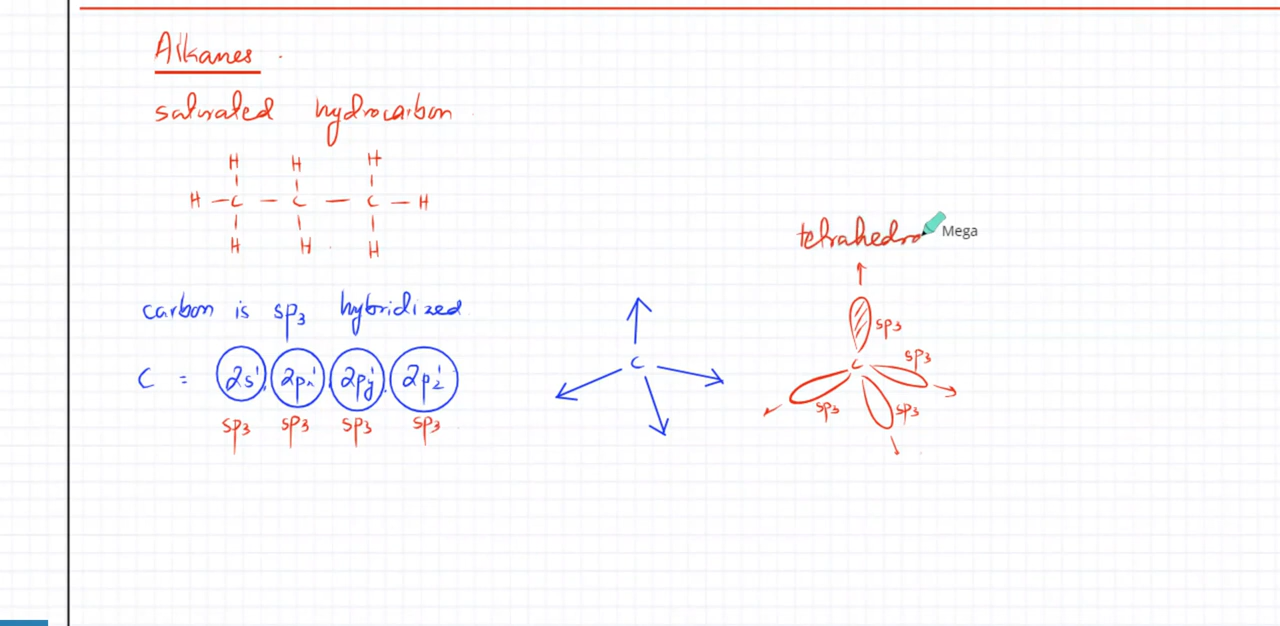 Alkanes
saturated hydrocarbon
H H H
H - C - C - C - H
H H H
carbon is sp3 hybridized
C = 2s¹, 2px¹, 2py¹, 2pz¹
sp3 sp3 sp3 sp3
C
tetrahedro
Mega
sp3
sp3
C
sp3
sp3